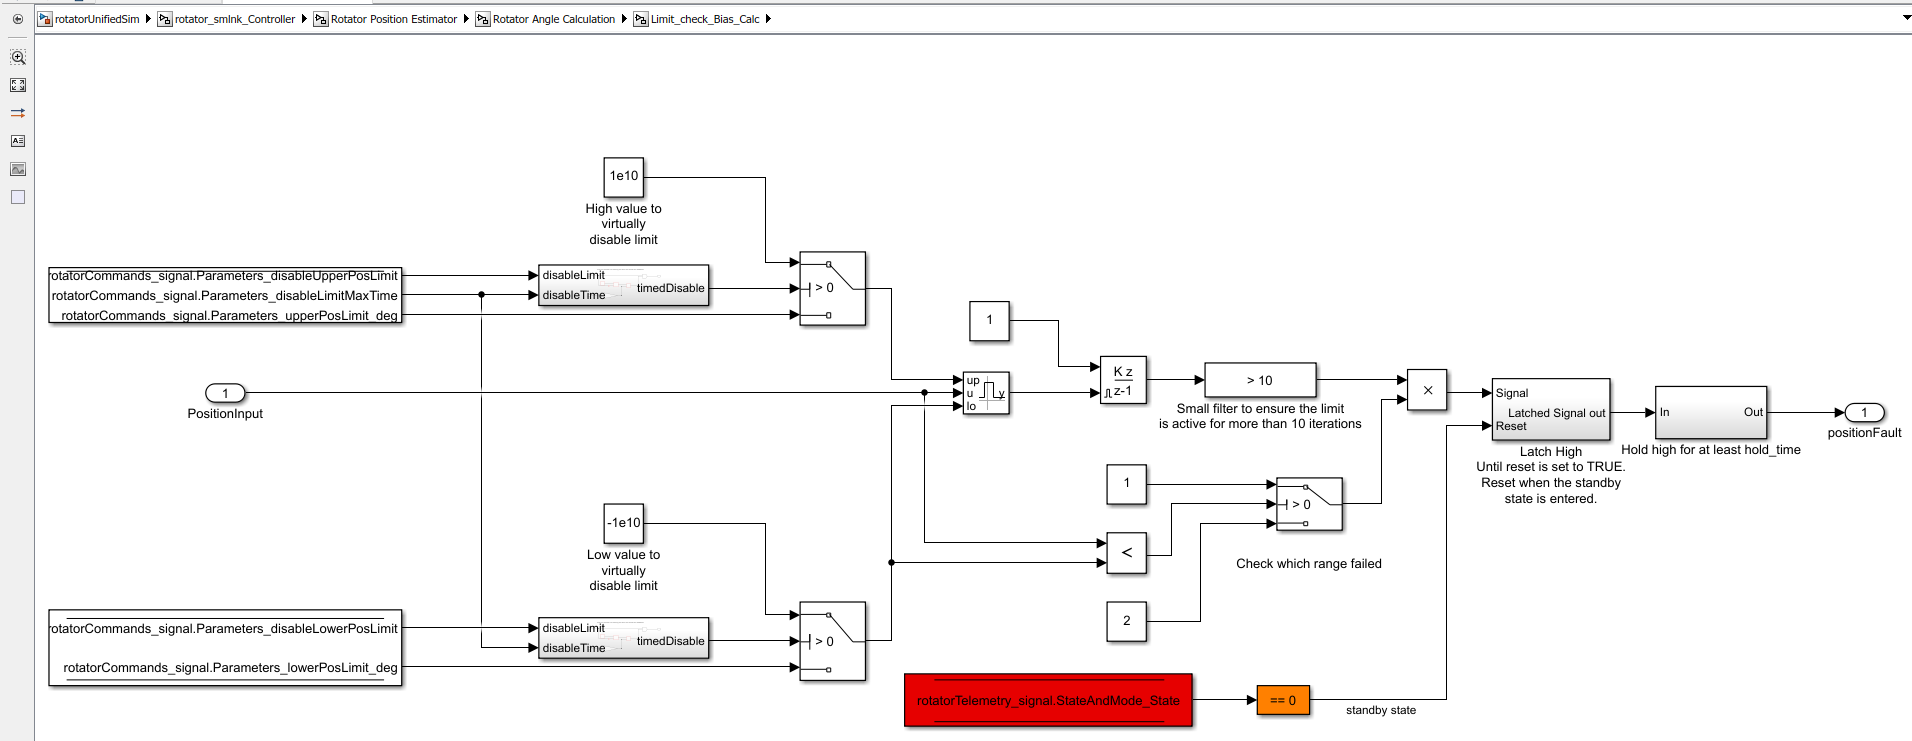 rotatorUnifiedSim rotator_smlnk_Controller Rotator Position Estimator Rotator Angle Calculation Limit_check_Bias_Calc
1e10
High value to
virtually
disable limit
rotatorCommands_signal.Parameters_disableUpperPosLimit
rotatorCommands_signal.Parameters_disableLimitMaxTime
rotatorCommands_signal.Parameters_upperPosLimit_deg
disableLimit
disableTime
timedDisable
> 0
1
PositionInput
1
up
u
lo
y
K z
z-1
> 10
Small filter to ensure the limit
is active for more than 10 iterations
×
Signal
Latched Signal out
Reset
Latch High
Until reset is set to TRUE.
Reset when the standby
state is entered.
In
Out
Hold high for at least hold_time
1
positionFault
1
> 0
<
2
Check which range failed
-1e10
Low value to
virtually
disable limit
rotatorCommands_signal.Parameters_disableLowerPosLimit
rotatorCommands_signal.Parameters_lowerPosLimit_deg
disableLimit
disableTime
timedDisable
> 0
rotatorTelemetry_signal.StateAndMode_State
== 0
standby state